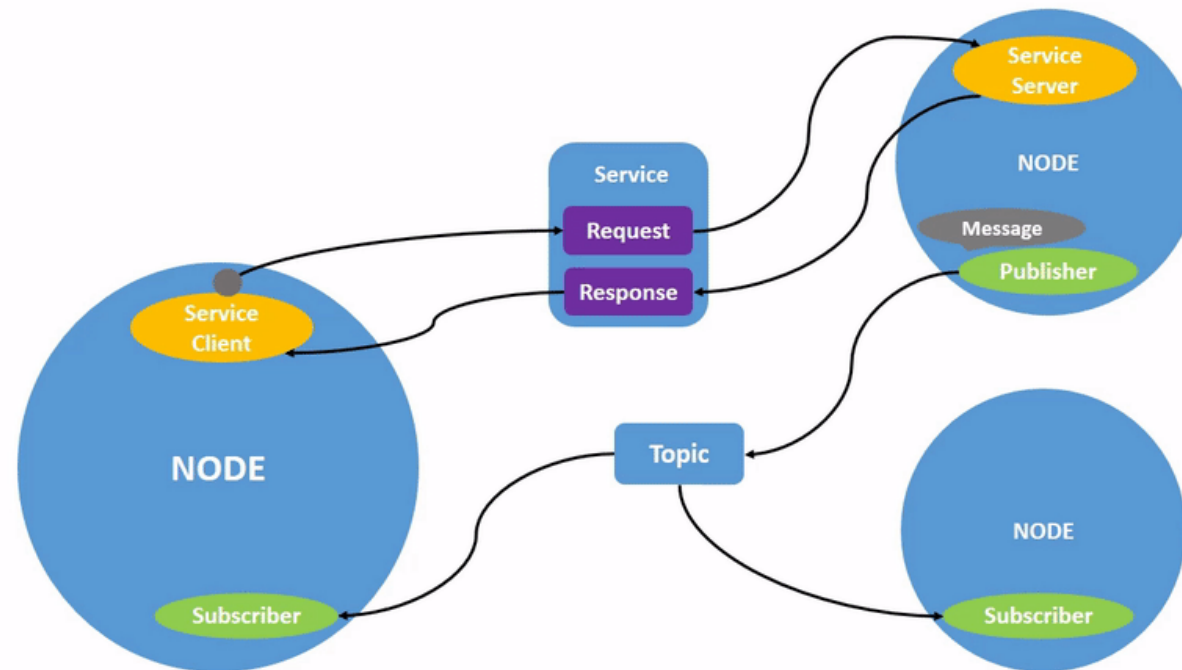 Service
Server
NODE
Message
Publisher
Service
Request
Response
Service
Client
NODE
Subscriber
Topic
NODE
Subscriber